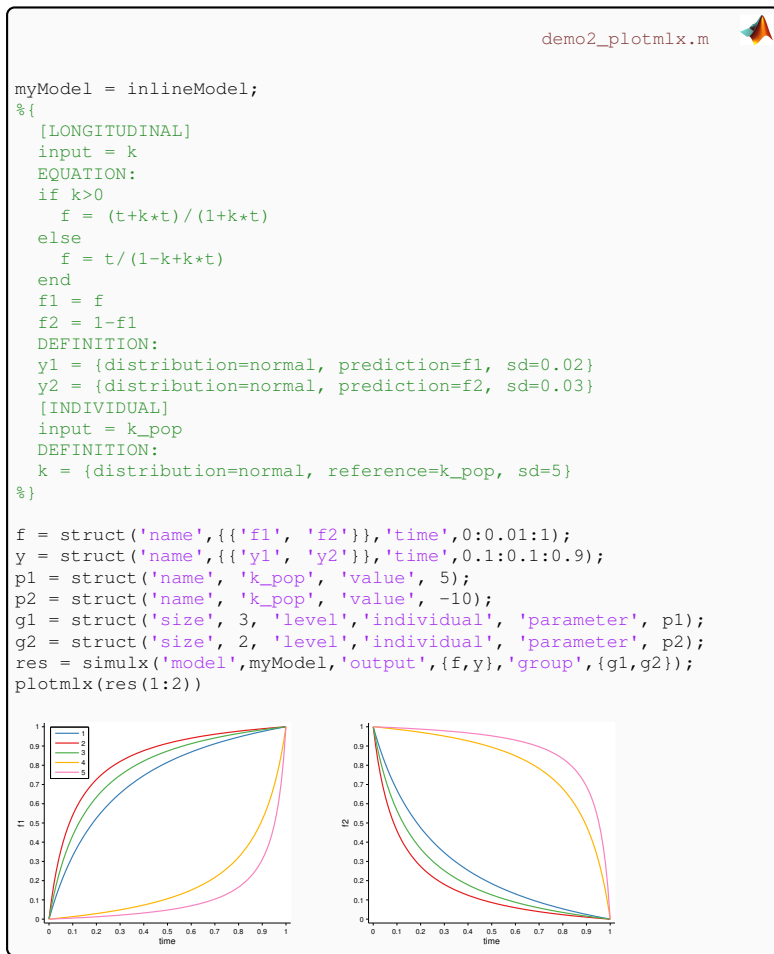 demo2_plotmlx.m
myModel = inlineModel;
%{
[LONGITUDINAL]
input = k
EQUATION:
if k>0
f = (t+k*t)/(1+k*t)
else
f = t/(1-k+k*t)
end
f1 = f
f2 = 1-f1
DEFINITION:
y1 = {distribution=normal, prediction=f1, sd=0.02}
y2 = {distribution=normal, prediction=f2, sd=0.03}
[INDIVIDUAL]
input = k_pop
DEFINITION:
k = {distribution=normal, reference=k_pop, sd=5}
%}
f = struct('name',{{'f1', 'f2'}},'time',0:0.01:1);
y = struct('name',{{'y1', 'y2'}},'time',0.1:0.1:0.9);
p1 = struct('name', 'k_pop', 'value', 5);
p2 = struct('name', 'k_pop', 'value', -10);
g1 = struct('size', 3, 'level','individual', 'parameter', p1);
g2 = struct('size', 2, 'level','individual', 'parameter', p2);
res = simulx('model',myModel,'output',{f,y},'group',{g1,g2});
plotmlx(res(1:2))
1
0.9
0.8
0.7
0.6
0.5
0.4
0.3
0.2
0.1
0
f1
1
2
3
4
5
0 0.1 0.2 0.3 0.4 0.5 0.6 0.7 0.8 0.9 1
time
1
0.9
0.8
0.7
0.6
0.5
0.4
0.3
0.2
0.1
0
f2
0 0.1 0.2 0.3 0.4 0.5 0.6 0.7 0.8 0.9 1
time